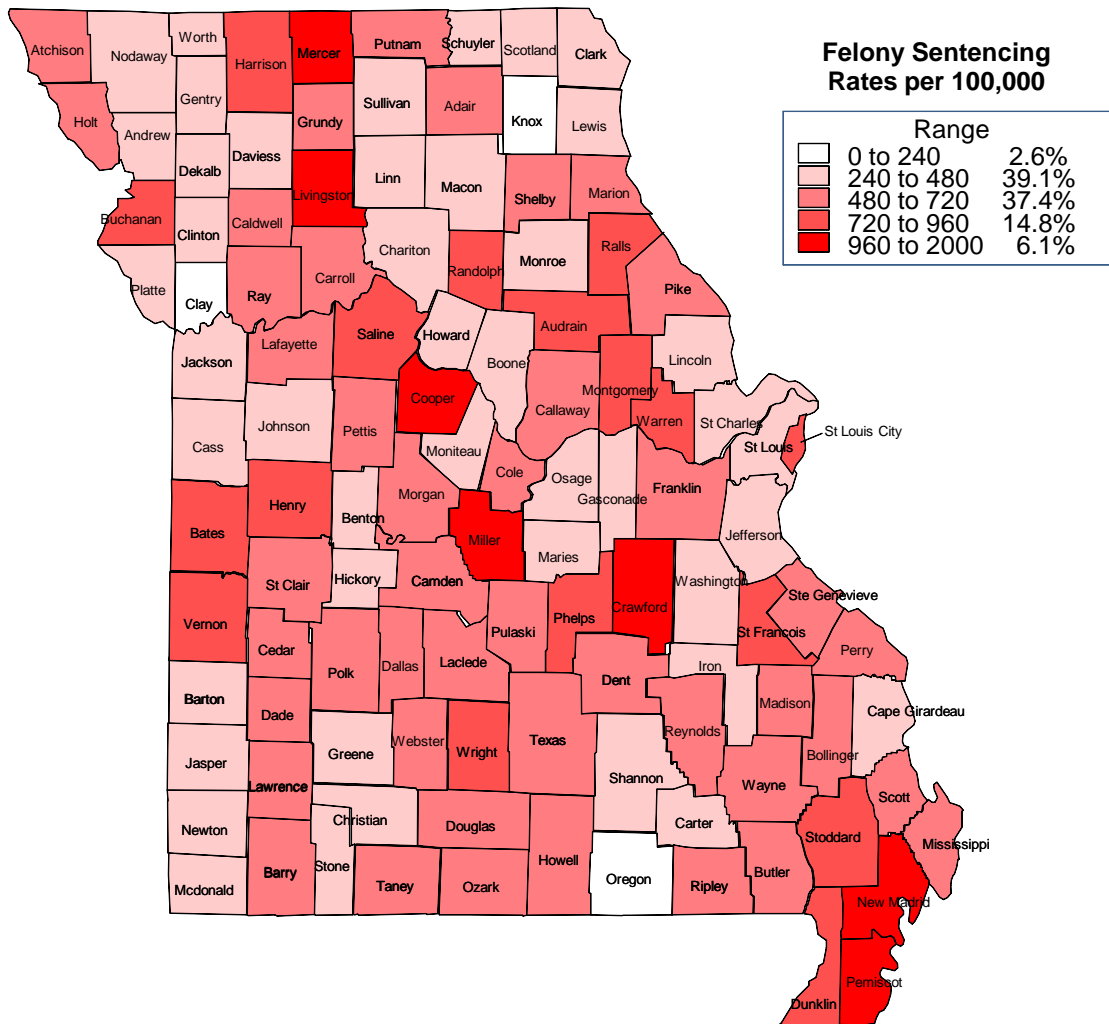 Felony Sentencing
Rates per 100,000
Range
0 to 240 2.6%
240 to 480 39.1%
480 to 720 37.4%
720 to 960 14.8%
960 to 2000 6.1%
Atchison
Nodaway
Worth
Harrison
Mercer
Putnam
Schuyler
Scotland
Clark
Holt
Andrew
Gentry
Dekalb
Daviess
Grundy
Sullivan
Adair
Knox
Lewis
Buchanan
Clinton
Caldwell
Livingston
Linn
Macon
Shelby
Marion
Platte
Clay
Ray
Carroll
Chariton
Randolph
Monroe
Ralls
Pike
Jackson
Lafayette
Saline
Howard
Boone
Audrain
Lincoln
Cass
Johnson
Pettis
Cooper
Moniteau
Callaway
Montgomery
Warren
St Charles
St Louis
St Louis City
Bates
Henry
Benton
Morgan
Cole
Osage
Gasconade
Franklin
Jefferson
Miller
Maries
Vernon
St Clair
Hickory
Camden
Pulaski
Phelps
Crawford
Washington
St Francois
Ste Genevieve
Perry
Barton
Cedar
Polk
Dallas
Laclede
Dent
Iron
Madison
Cape Girardeau
Jasper
Dade
Greene
Webster
Wright
Texas
Shannon
Reynolds
Wayne
Bollinger
Scott
Newton
Lawrence
Christian
Douglas
Howell
Carter
Stoddard
Mississippi
Mcdonald
Barry
Stone
Taney
Ozark
Oregon
Ripley
Butler
New Madrid
Pemiscot
Dunklin